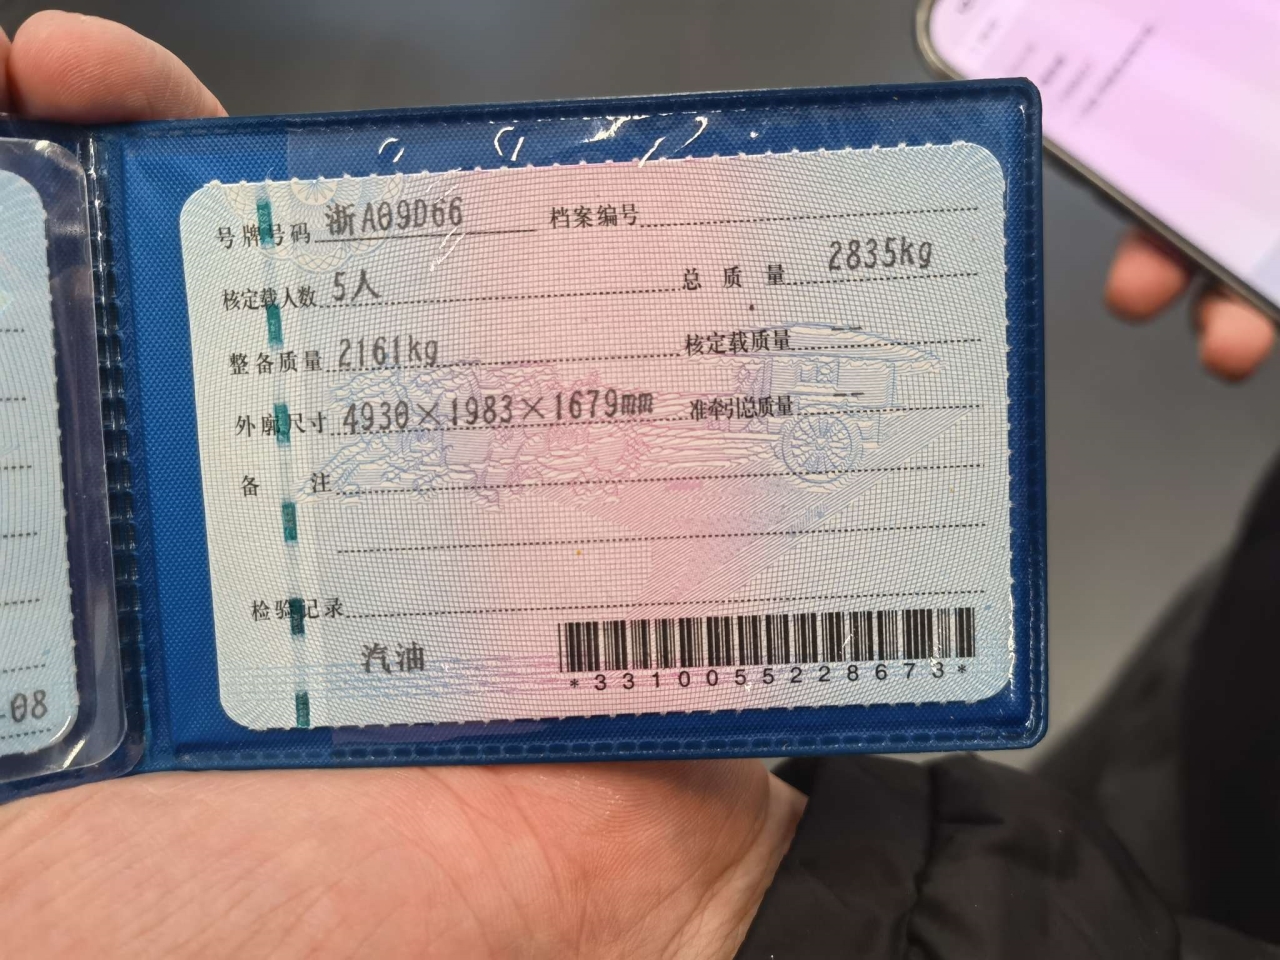 号牌号码 浙A09D66 档案编号
核定载人数 5人 总质量 2835kg
整备质量 2161kg 核定载质量 --
外廓尺寸 4930×1983×1679mm 准牵引总质量 --
备注
检验记录
汽油
*331005528673*
-08